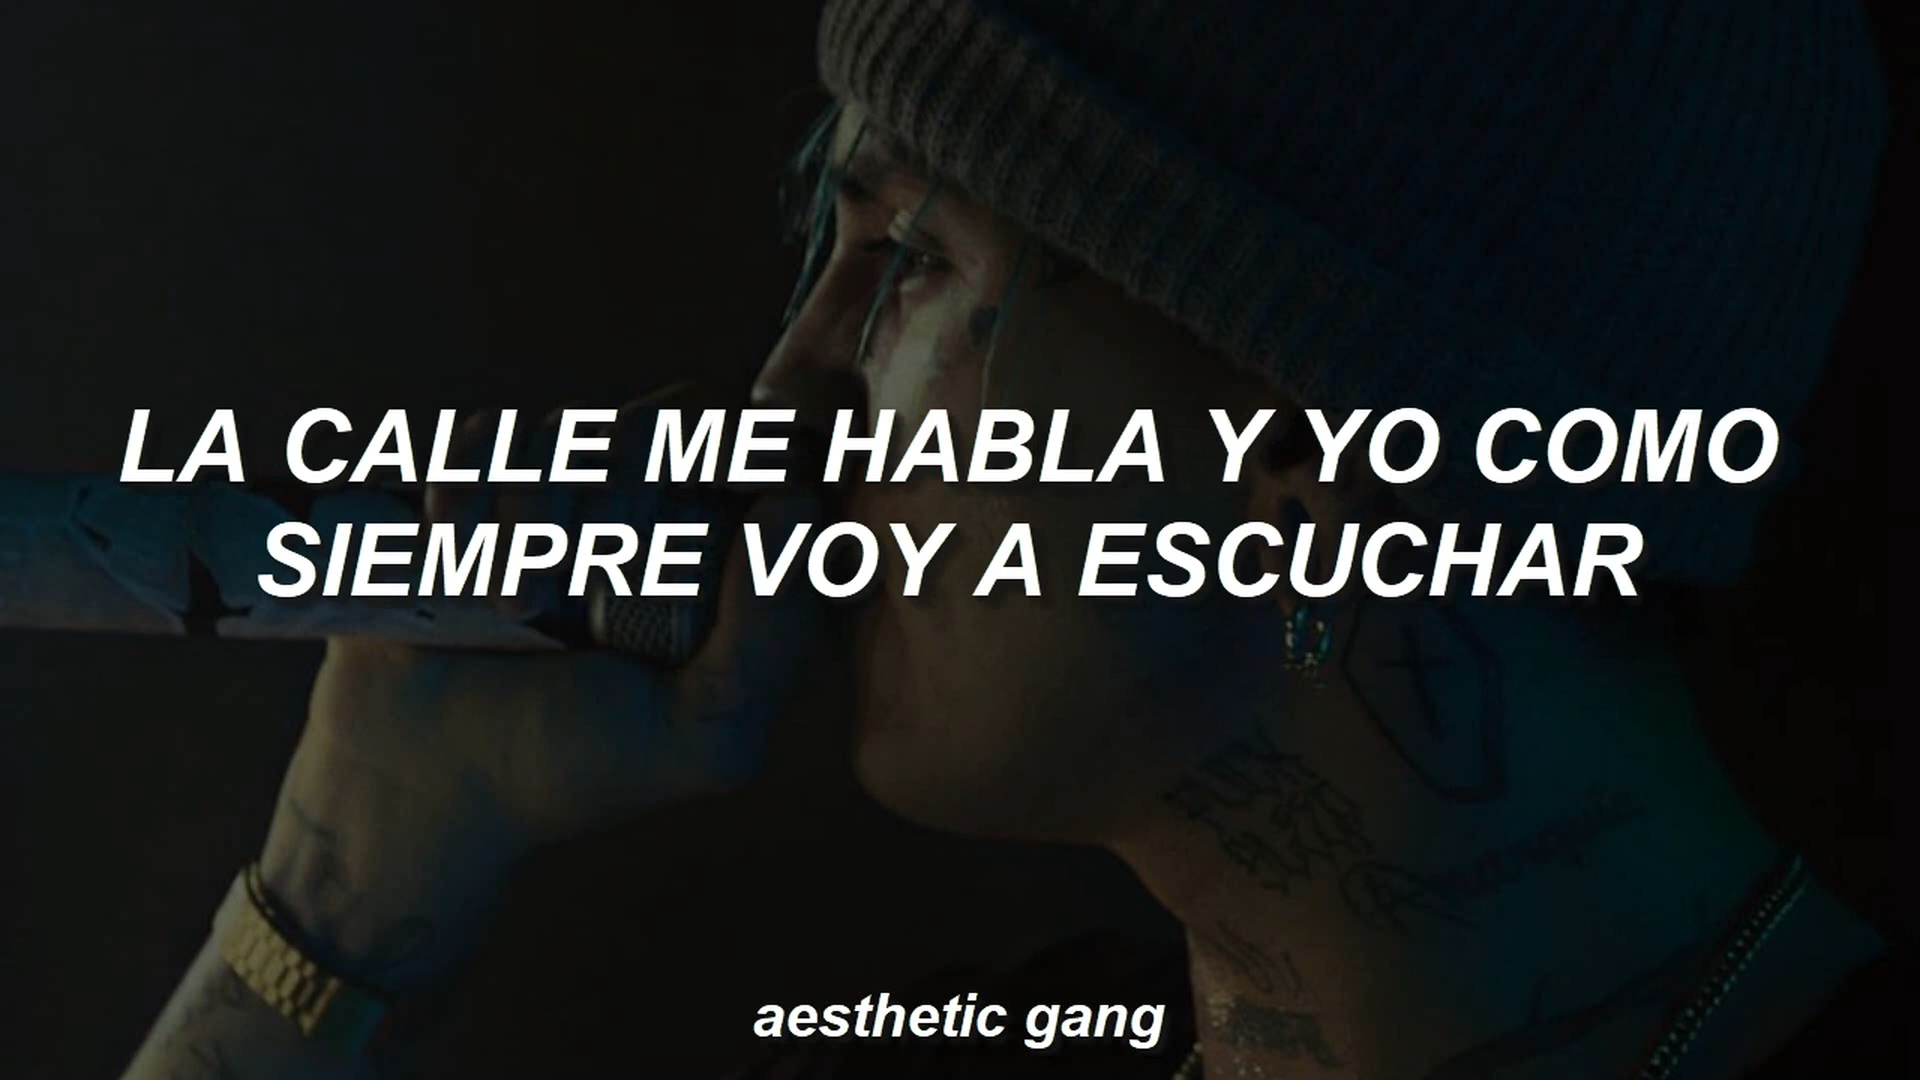 LA CALLE ME HABLA Y YO COMO
SIEMPRE VOY A ESCUCHAR
aesthetic gang